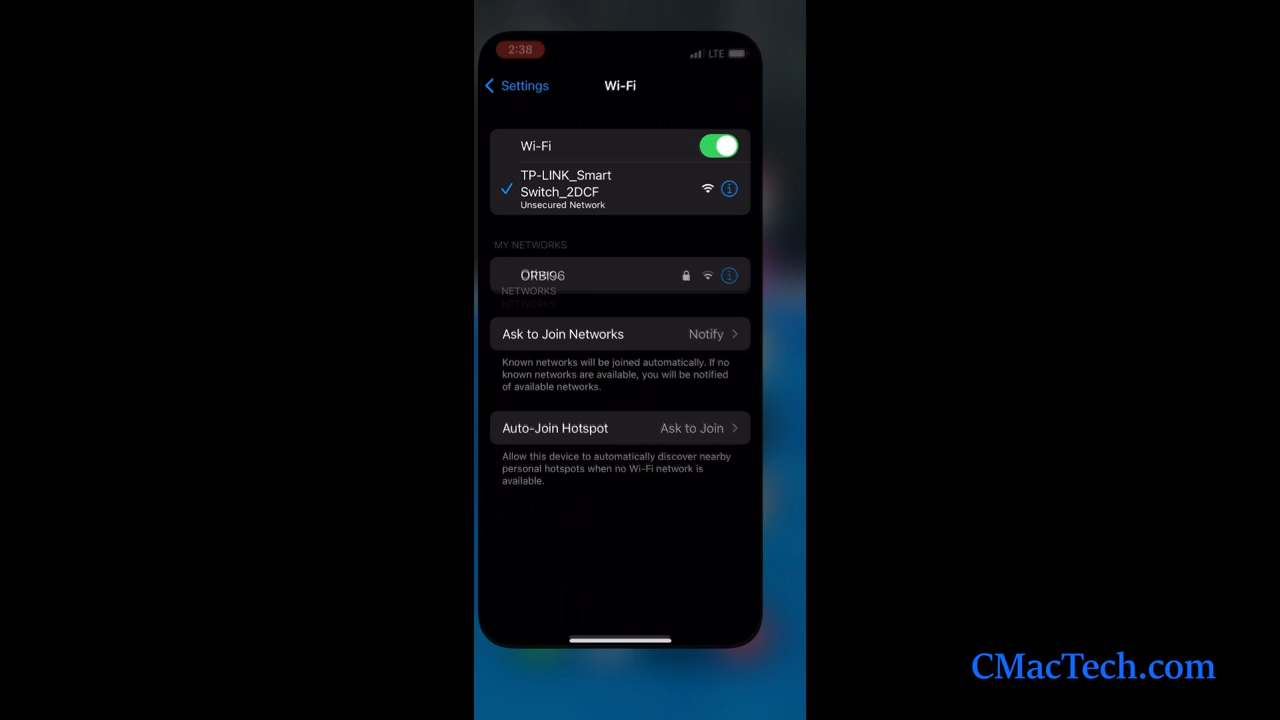 2:38
LTE
Settings
Wi-Fi
Wi-Fi
TP-LINK_Smart
Switch_2DCF
Unsecured Network
MY NETWORKS
ORBI96
NETWORKS
NETWORKS
Ask to Join Networks
Notify
Known networks will be joined automatically. If no
known networks are available, you will be notified
of available networks.
Auto-Join Hotspot
Ask to Join
Allow this device to automatically discover nearby
personal hotspots when no Wi-Fi network is
available.
CMacTech.com